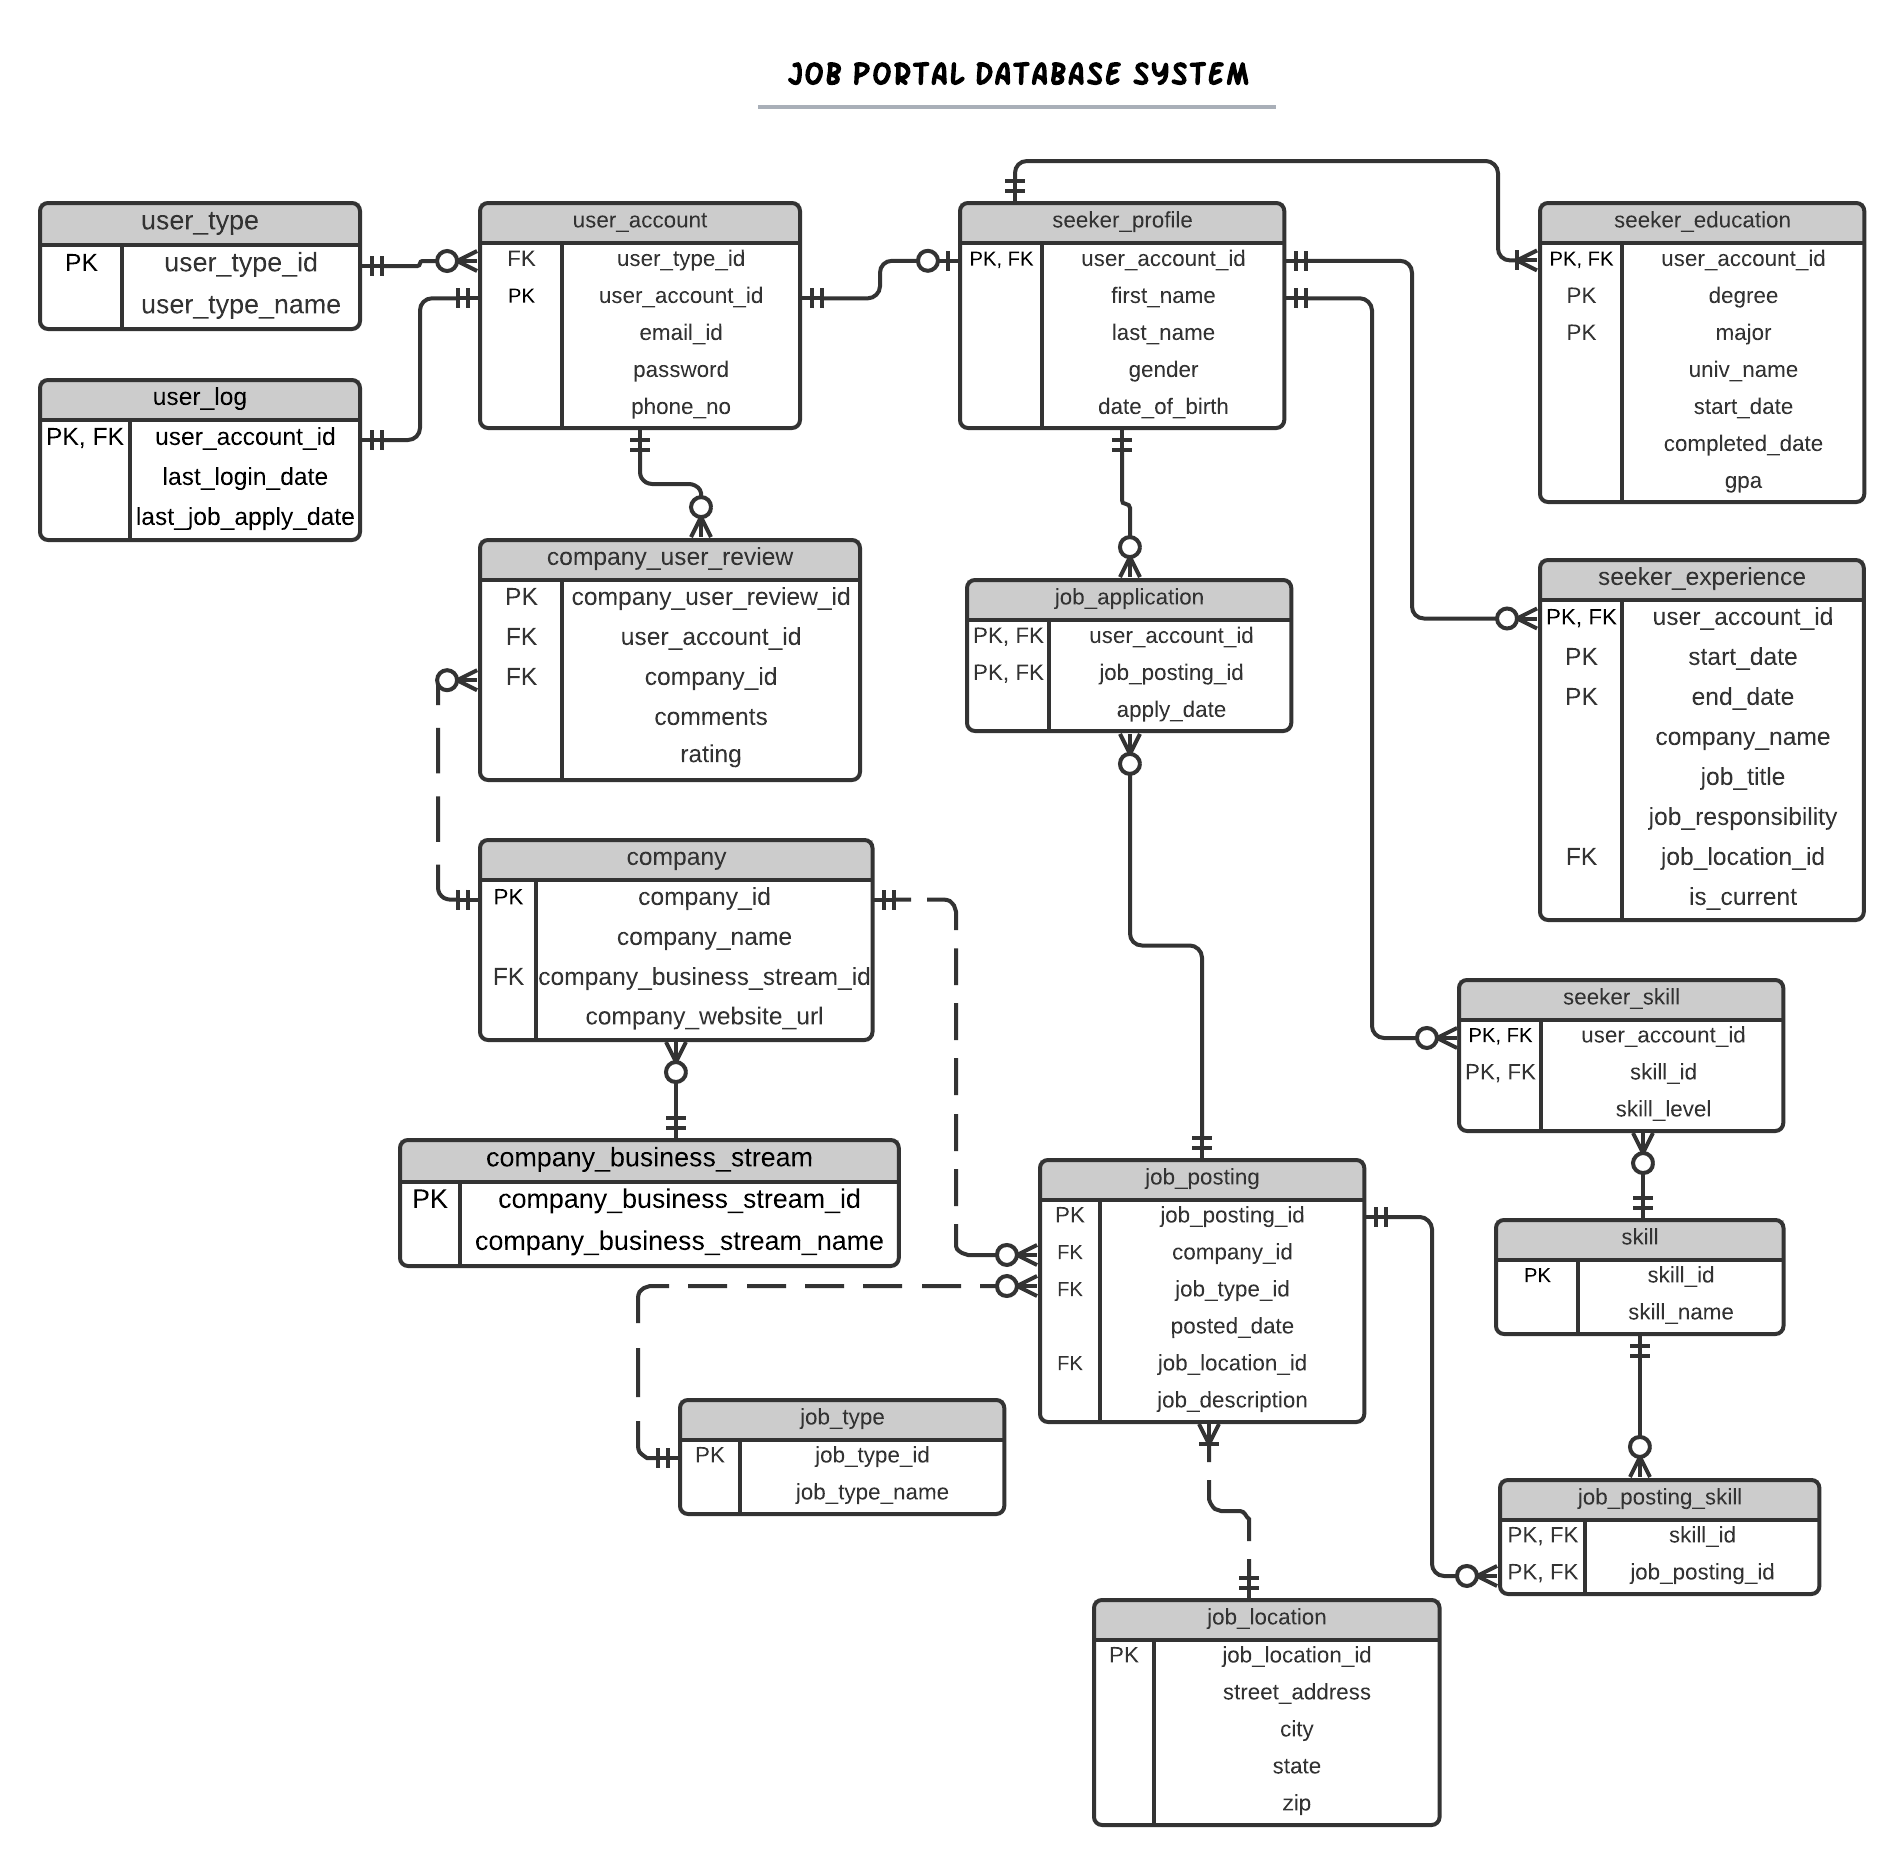 JOB PORTAL DATABASE SYSTEM
user_type
PK user_type_id
user_type_name
user_log
PK, FK user_account_id
last_login_date
last_job_apply_date
user_account
FK user_type_id
PK user_account_id
email_id
password
phone_no
seeker_profile
PK, FK user_account_id
first_name
last_name
gender
date_of_birth
seeker_education
PK, FK user_account_id
PK degree
PK major
univ_name
start_date
completed_date
gpa
company_user_review
PK company_user_review_id
FK user_account_id
FK company_id
comments
rating
job_application
PK, FK user_account_id
PK, FK job_posting_id
apply_date
seeker_experience
PK, FK user_account_id
PK start_date
PK end_date
company_name
job_title
job_responsibility
FK job_location_id
is_current
company
PK company_id
company_name
FK company_business_stream_id
company_website_url
seeker_skill
PK, FK user_account_id
PK, FK skill_id
skill_level
company_business_stream
PK company_business_stream_id
company_business_stream_name
job_posting
PK job_posting_id
FK company_id
FK job_type_id
posted_date
FK job_location_id
job_description
skill
PK skill_id
skill_name
job_type
PK job_type_id
job_type_name
job_posting_skill
PK, FK skill_id
PK, FK job_posting_id
job_location
PK job_location_id
street_address
city
state
zip